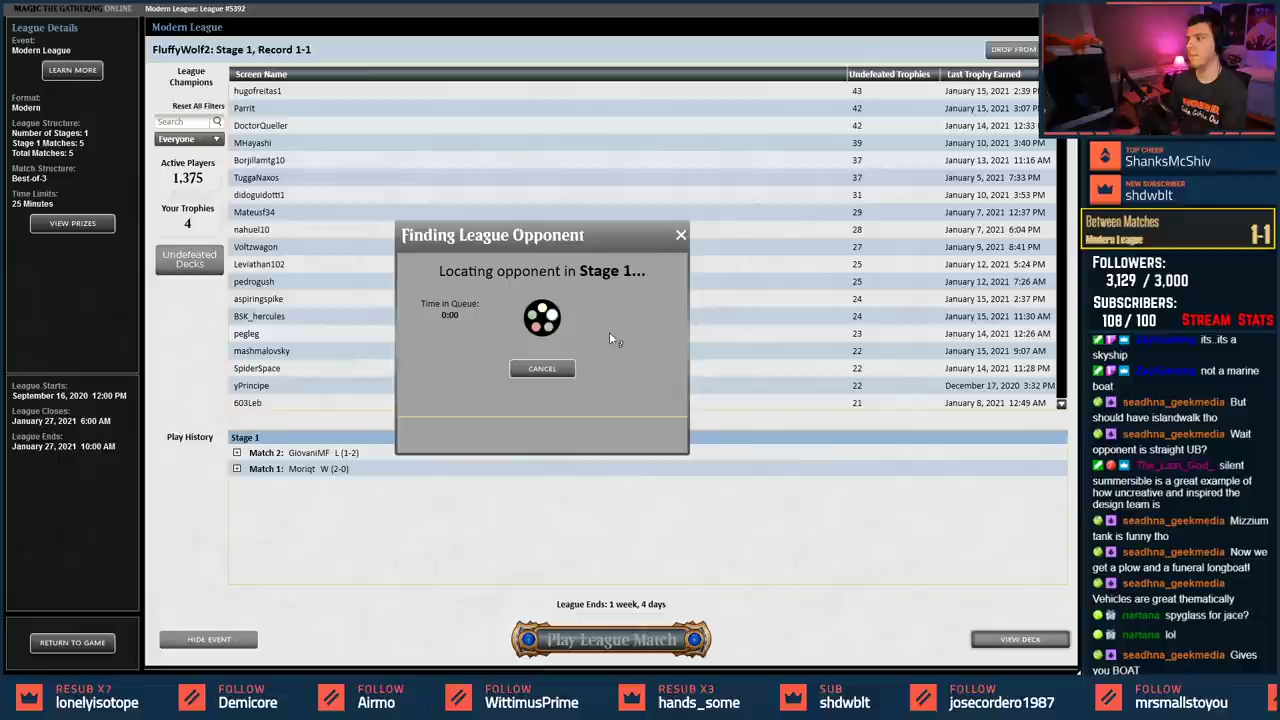 MAGIC THE GATHERING ONLINE
Modern League: League #5392
League Details
Event:
Modern League
LEARN MORE
Format:
Modern
League Structure:
Number of Stages: 1
Stage 1 Matches: 5
Total Matches: 5
Match Structure:
Best-of-3
Time Limits:
25 Minutes
VIEW PRIZES
League Starts:
September 16, 2020 12:00 PM
League Closes:
January 27, 2021 6:00 AM
League Ends:
January 27, 2021 10:00 AM
RETURN TO GAME
Modern League
FluffyWolf2: Stage 1, Record 1-1
DROP FROM
League
Champions
Reset All Filters
Search
Everyone
Active Players
1,375
Your Trophies
4
Undefeated
Decks
Screen Name Undefeated Trophies Last Trophy Earned
hugofreitas1 43 January 15, 2021 2:39 P
Parrit 42 January 15, 2021 3:07 P
DoctorQueller 42 January 14, 2021 12:33
MHayashi 39 January 10, 2021 3:40 PM
Borjillamtg10 37 January 13, 2021 11:16 AM
TuggaNaxos 37 January 5, 2021 7:33 PM
didoguidotti1 31 January 10, 2021 3:53 PM
Mateusf34 29 January 7, 2021 12:37 PM
nahuel10 28 January 7, 2021 6:04 PM
Voltzwagon 27 January 9, 2021 8:41 PM
Leviathan102 25 January 12, 2021 5:24 PM
pedrogush 25 January 12, 2021 7:26 AM
aspiringspike 24 January 15, 2021 2:37 PM
BSK_hercules 24 January 15, 2021 11:30 AM
pegleg 23 January 14, 2021 12:26 AM
mashmalovsky 22 January 15, 2021 9:07 AM
SpiderSpace 22 January 14, 2021 11:28 PM
yPrincipe 22 December 17, 2020 3:32 PM
603Leb 21 January 8, 2021 12:49 AM
Finding League Opponent
Locating opponent in Stage 1...
Time in Queue:
0:00
CANCEL
Play History
Stage 1
Match 2: GiovaniMF L (1-2)
Match 1: Moriqt W (2-0)
League Ends: 1 week, 4 days
HIDE EVENT
Play League Match
VIEW DECK
TOP CHEER
ShanksMcShiv
NEW SUBSCRIBER
shdwblt
Between Matches
Modern League
1-1
FOLLOWERS:
3,129 / 3,000
SUBSCRIBERS:
108/ 100 STREAM STATS
its..its a
skyship
not a marine
boat
seadhna_geekmedia But
should have islandwalk tho
seadhna_geekmedia Wait
opponent is straight UB?
The_Last_God_ silent
summersible is a great example of
how uncreative and inspired the
design team is
seadhna_geekmedia Mizzium
tank is funny tho
seadhna_geekmedia Now we
get a plow and a funeral longboat!
seadhna_geekmedia
Vehicles are great thematically
nartana spyglass for jace?
nartana lol
seadhna_geekmedia Gives
you BOAT
RESUB X7
lonelyisotope
FOLLOW
Demicore
FOLLOW
Airmo
FOLLOW
WittimusPrime
RESUB X3
hands_some
SUB
shdwblt
FOLLOW
josecordero1987
FOLLOW
mrsmallstoyou